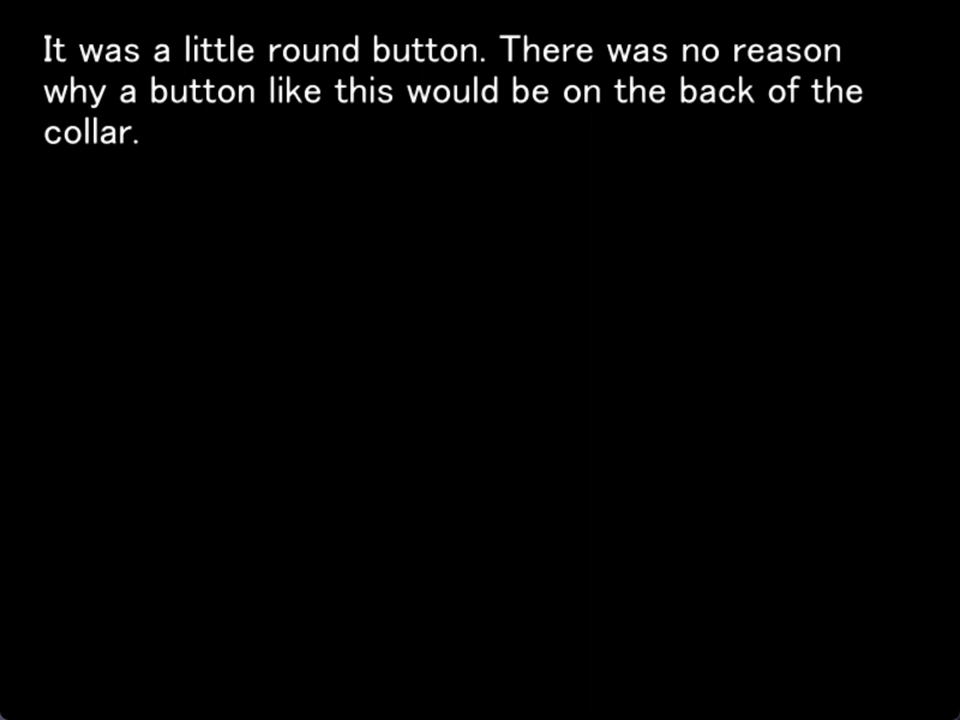 It was a little round button. There was no reason
why a button like this would be on the back of the
collar.